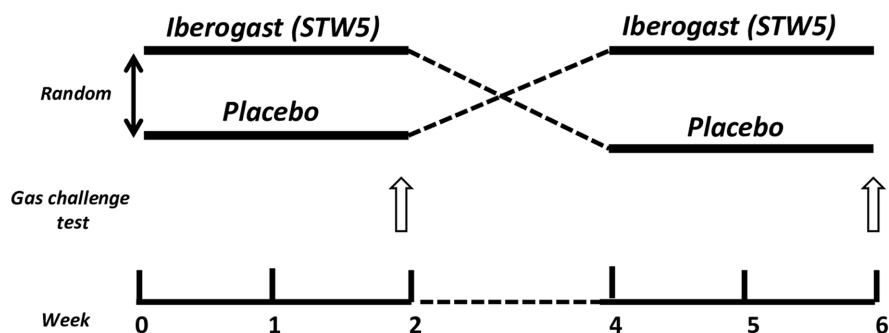 Iberogast (STW5)
Iberogast (STW5)
Random
Placebo
Placebo
Gas challenge
test
Week
0
1
2
4
5
6